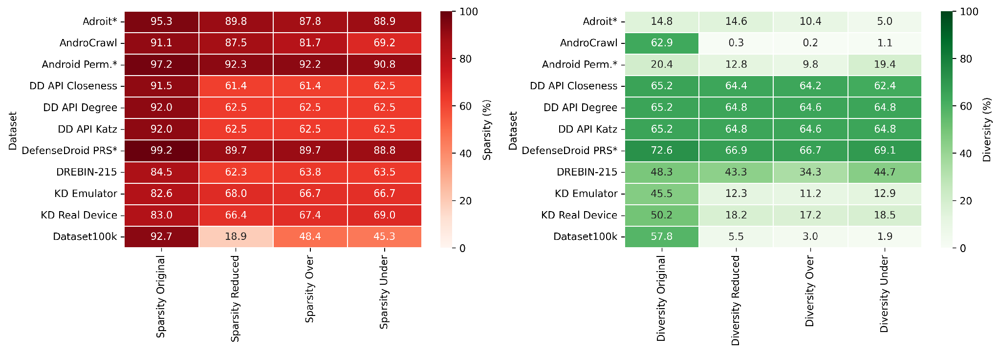 Dataset
Adroit* 95.3 89.8 87.8 88.9
AndroCrawl 91.1 87.5 81.7 69.2
Android Perm.* 97.2 92.3 92.2 90.8
DD API Closeness 91.5 61.4 61.4 62.5
DD API Degree 92.0 62.5 62.5 62.5
DD API Katz 92.0 62.5 62.5 62.5
DefenseDroid PRS* 99.2 89.7 89.7 88.8
DREBIN-215 84.5 62.3 63.8 63.5
KD Emulator 82.6 68.0 66.7 66.7
KD Real Device 83.0 66.4 67.4 69.0
Dataset100k 92.7 18.9 48.4 45.3
Sparsity Original
Sparsity Reduced
Sparsity Over
Sparsity Under
100
80
60
40
20
0
Sparsity (%)
Dataset
Adroit* 14.8 14.6 10.4 5.0
AndroCrawl 62.9 0.3 0.2 1.1
Android Perm.* 20.4 12.8 9.8 19.4
DD API Closeness 65.2 64.4 64.2 62.4
DD API Degree 65.2 64.8 64.6 64.8
DD API Katz 65.2 64.8 64.6 64.8
DefenseDroid PRS* 72.6 66.9 66.7 69.1
DREBIN-215 48.3 43.3 34.3 44.7
KD Emulator 45.5 12.3 11.2 12.9
KD Real Device 50.2 18.2 17.2 18.5
Dataset100k 57.8 5.5 3.0 1.9
Diversity Original
Diversity Reduced
Diversity Over
Diversity Under
100
80
60
40
20
0
Diversity (%)